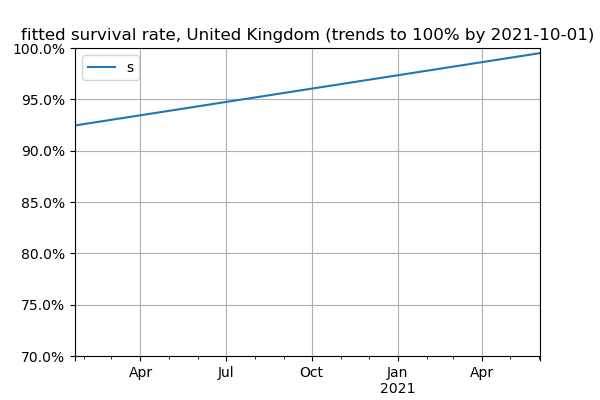 fitted survival rate, United Kingdom (trends to 100% by 2021-10-01)
100.0%
s
95.0%
90.0%
85.0%
80.0%
75.0%
70.0%
Apr Jul Oct Jan Apr
2021